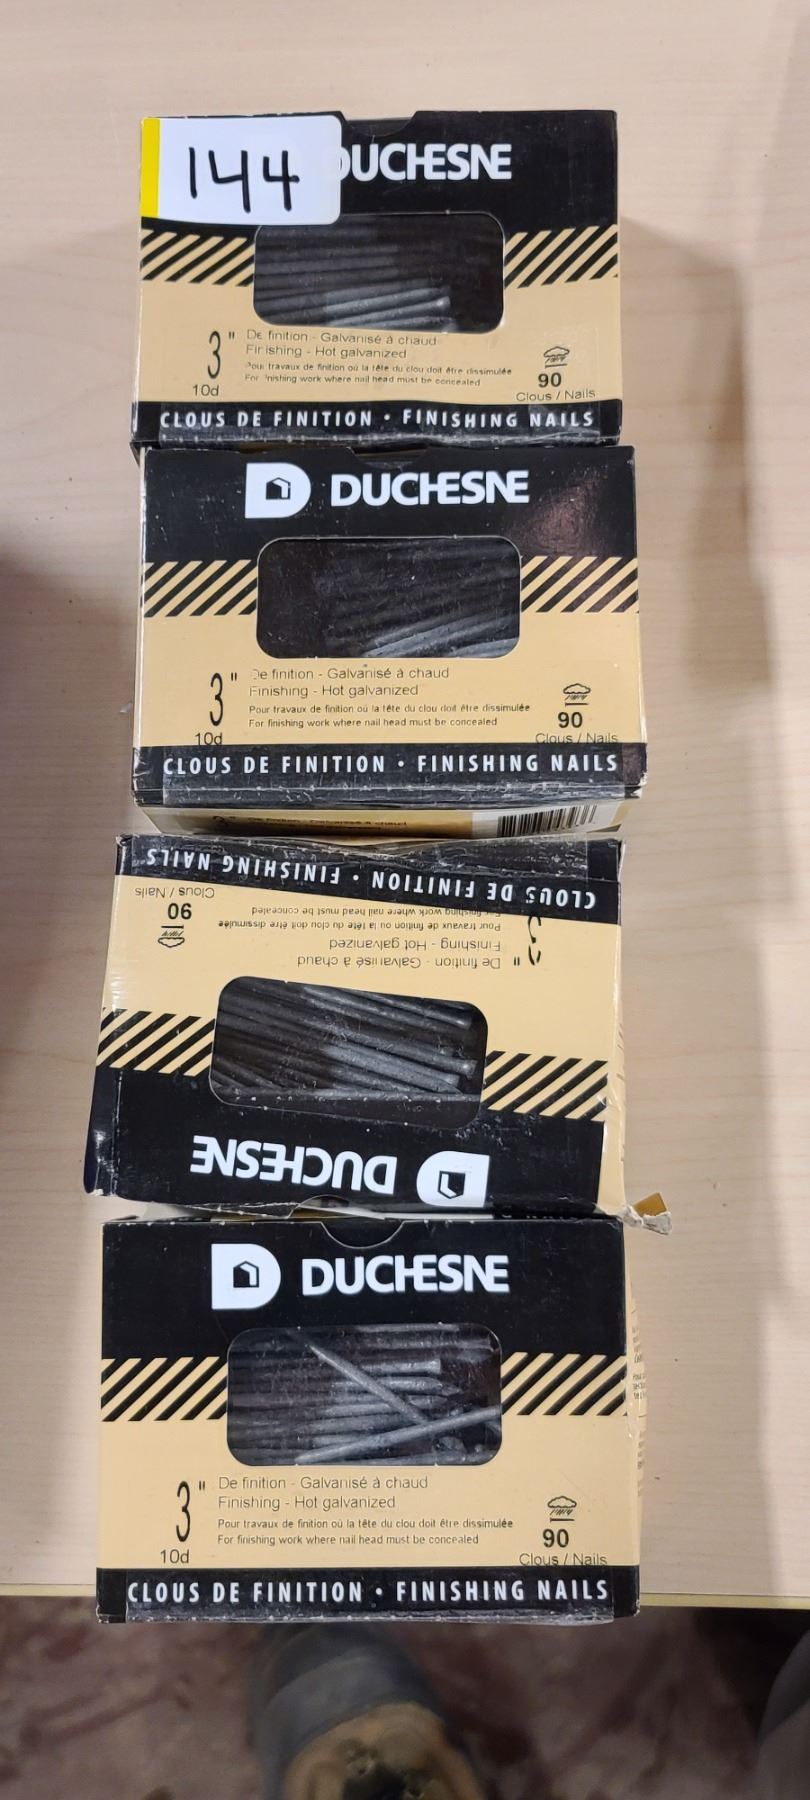 144
DUCHESNE
3"
10d
De finition - Galvanisé à chaud
Finishing - Hot galvanized
Pour travaux de finition où la tête du clou doit être dissimulée
For finishing work where nail head must be concealed
90
Clous / Nails
CLOUS DE FINITION • FINISHING NAILS
D DUCHESNE
3"
10d
De finition - Galvanisé à chaud
Finishing - Hot galvanized
Pour travaux de finition où la tête du clou doit être dissimulée
For finishing work where nail head must be concealed
90
Clous / Nails
CLOUS DE FINITION • FINISHING NAILS
D DUCHESNE
3"
De finition - Galvanisé à chaud
Finishing - Hot galvanized
Pour travaux de finition où la tête du clou doit être dissimulée
For finishing work where nail head must be concealed
90
Clous / Nails
CLOUS DE FINITION • FINISHING NAILS
D DUCHESNE
3"
10d
De finition - Galvanisé à chaud
Finishing - Hot galvanized
Pour travaux de finition où la tête du clou doit être dissimulée
For finishing work where nail head must be concealed
90
Clous / Nails
CLOUS DE FINITION • FINISHING NAILS